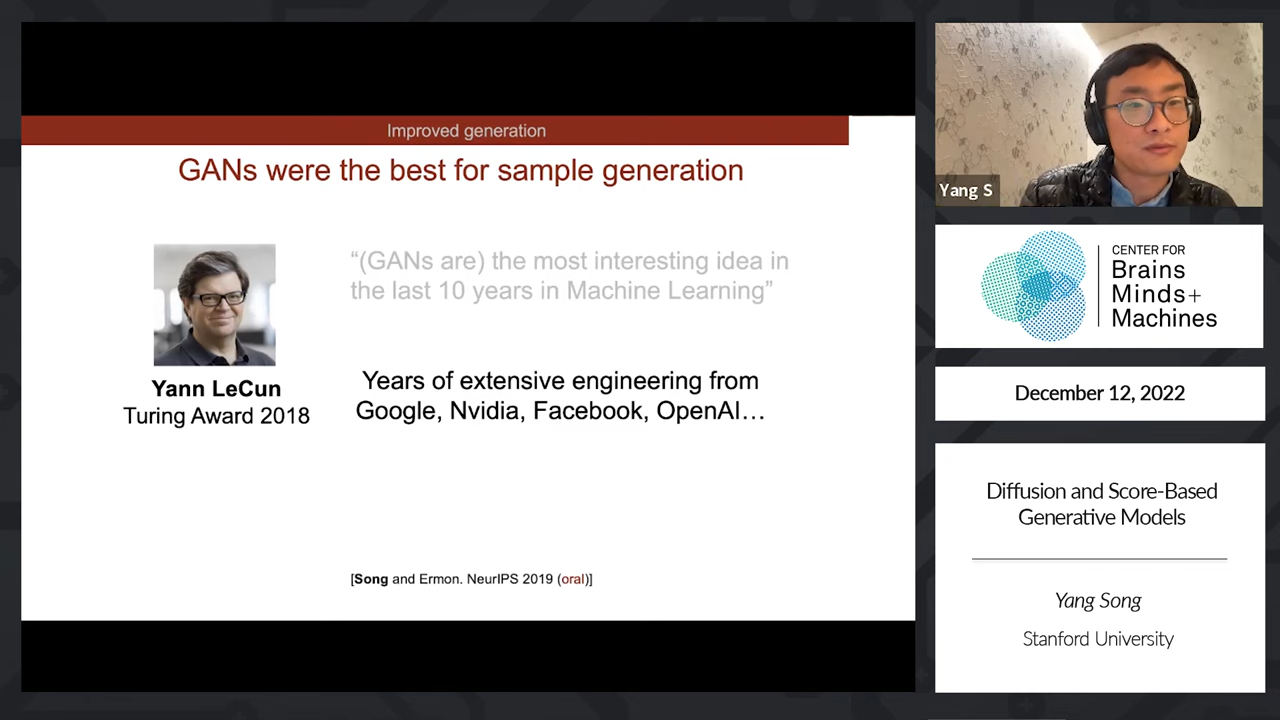 Improved generation
GANs were the best for sample generation
“(GANs are) the most interesting idea in
the last 10 years in Machine Learning”
Yann LeCun
Turing Award 2018
Years of extensive engineering from
Google, Nvidia, Facebook, OpenAI…
[Song and Ermon. NeurIPS 2019 (oral)]
Yang S
CENTER FOR
Brains
Minds+
Machines
December 12, 2022
Diffusion and Score-Based
Generative Models
Yang Song
Stanford University